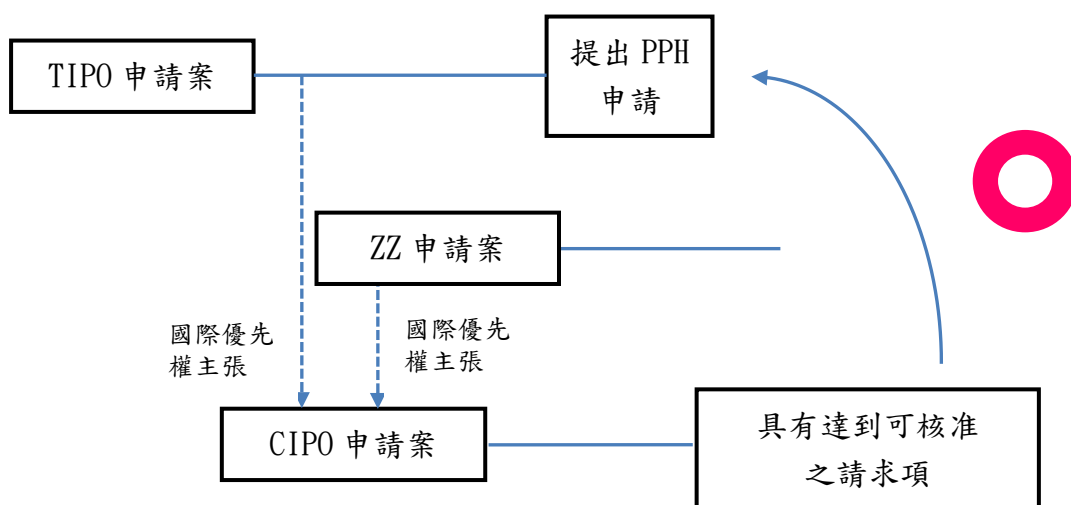 TIPO 申請案
提出 PPH
申請
ZZ 申請案
國際優先
權主張
國際優先
權主張
CIPO 申請案
具有達到可核准
之請求項